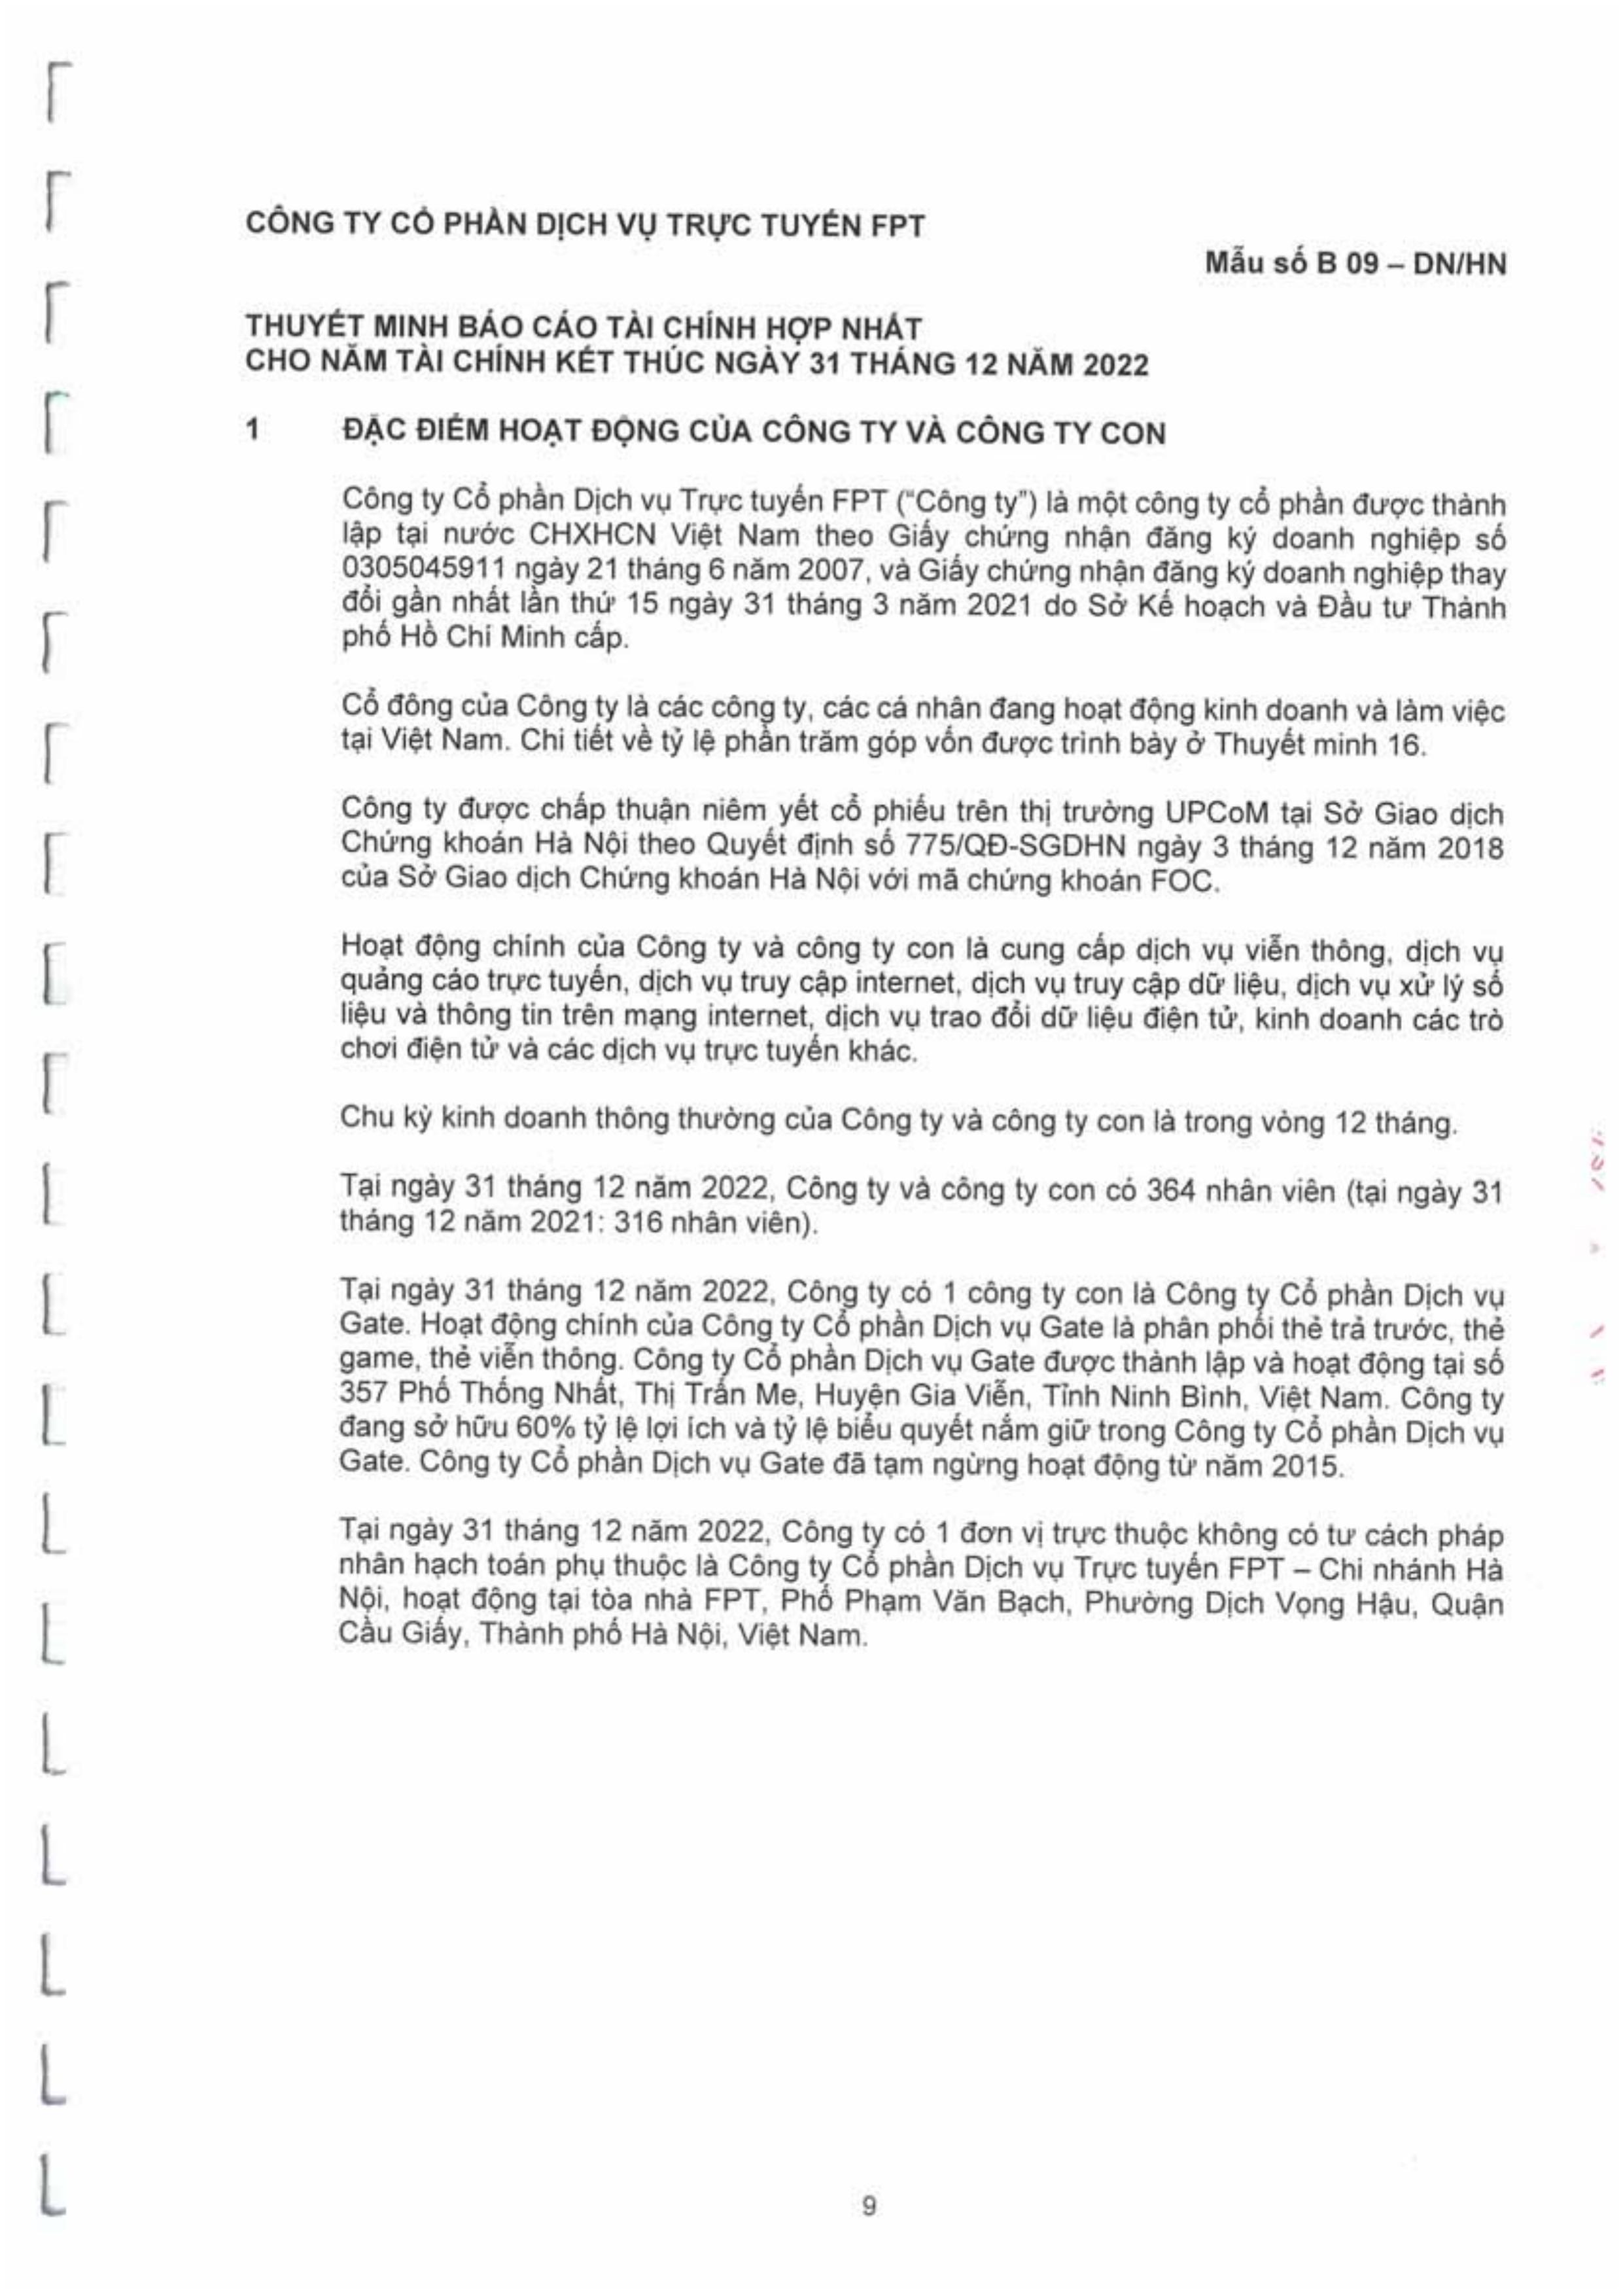 CÔNG TY CỔ PHẦN DỊCH VỤ TRỰC TUYẾN FPT
Mẫu số B 09 – DN/HN
THUYẾT MINH BÁO CÁO TÀI CHÍNH HỢP NHẤT
CHO NĂM TÀI CHÍNH KẾT THÚC NGÀY 31 THÁNG 12 NĂM 2022
1 ĐẶC ĐIỂM HOẠT ĐỘNG CỦA CÔNG TY VÀ CÔNG TY CON
Công ty Cổ phần Dịch vụ Trực tuyến FPT (“Công ty”) là một công ty cổ phần được thành
lập tại nước CHXHCN Việt Nam theo Giấy chứng nhận đăng ký doanh nghiệp số
0305045911 ngày 21 tháng 6 năm 2007, và Giấy chứng nhận đăng ký doanh nghiệp thay
đổi gần nhất lần thứ 15 ngày 31 tháng 3 năm 2021 do Sở Kế hoạch và Đầu tư Thành
phố Hồ Chí Minh cấp.
Cổ đông của Công ty là các công ty, các cá nhân đang hoạt động kinh doanh và làm việc
tại Việt Nam. Chi tiết về tỷ lệ phần trăm góp vốn được trình bày ở Thuyết minh 16.
Công ty được chấp thuận niêm yết cổ phiếu trên thị trường UPCoM tại Sở Giao dịch
Chứng khoán Hà Nội theo Quyết định số 775/QĐ-SGDHN ngày 3 tháng 12 năm 2018
của Sở Giao dịch Chứng khoán Hà Nội với mã chứng khoán FOC.
Hoạt động chính của Công ty và công ty con là cung cấp dịch vụ viễn thông, dịch vụ
quảng cáo trực tuyến, dịch vụ truy cập internet, dịch vụ truy cập dữ liệu, dịch vụ xử lý số
liệu và thông tin trên mạng internet, dịch vụ trao đổi dữ liệu điện tử, kinh doanh các trò
chơi điện tử và các dịch vụ trực tuyến khác.
Chu kỳ kinh doanh thông thường của Công ty và công ty con là trong vòng 12 tháng.
Tại ngày 31 tháng 12 năm 2022, Công ty và công ty con có 364 nhân viên (tại ngày 31
tháng 12 năm 2021: 316 nhân viên).
Tại ngày 31 tháng 12 năm 2022, Công ty có 1 công ty con là Công ty Cổ phần Dịch vụ
Gate. Hoạt động chính của Công ty Cổ phần Dịch vụ Gate là phân phối thẻ trả trước, thẻ
game, thẻ viễn thông. Công ty Cổ phần Dịch vụ Gate được thành lập và hoạt động tại số
357 Phố Thống Nhất, Thị Trấn Me, Huyện Gia Viễn, Tỉnh Ninh Bình, Việt Nam. Công ty
đang sở hữu 60% tỷ lệ lợi ích và tỷ lệ biểu quyết nắm giữ trong Công ty Cổ phần Dịch vụ
Gate. Công ty Cổ phần Dịch vụ Gate đã tạm ngừng hoạt động từ năm 2015.
Tại ngày 31 tháng 12 năm 2022, Công ty có 1 đơn vị trực thuộc không có tư cách pháp
nhân hạch toán phụ thuộc là Công ty Cổ phần Dịch vụ Trực tuyến FPT – Chi nhánh Hà
Nội, hoạt động tại tòa nhà FPT, Phố Phạm Văn Bạch, Phường Dịch Vọng Hậu, Quận
Cầu Giấy, Thành phố Hà Nội, Việt Nam.
9